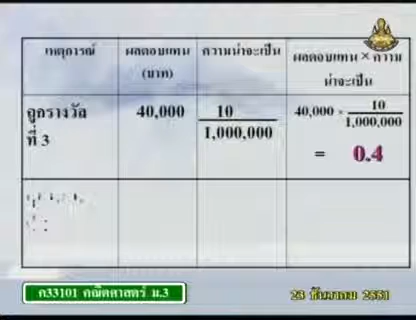 เหตุการณ์
ผลตอบแทน
(บาท)
ความน่าจะเป็น
ผลตอบแทน × ความ
น่าจะเป็น
ถูกรางวัล
ที่ 3
40,000
10
1,000,000
40,000 × 10
1,000,000
= 0.4
ค33101 คณิตศาสตร์ ม.3
23 ธันวาคม 2551